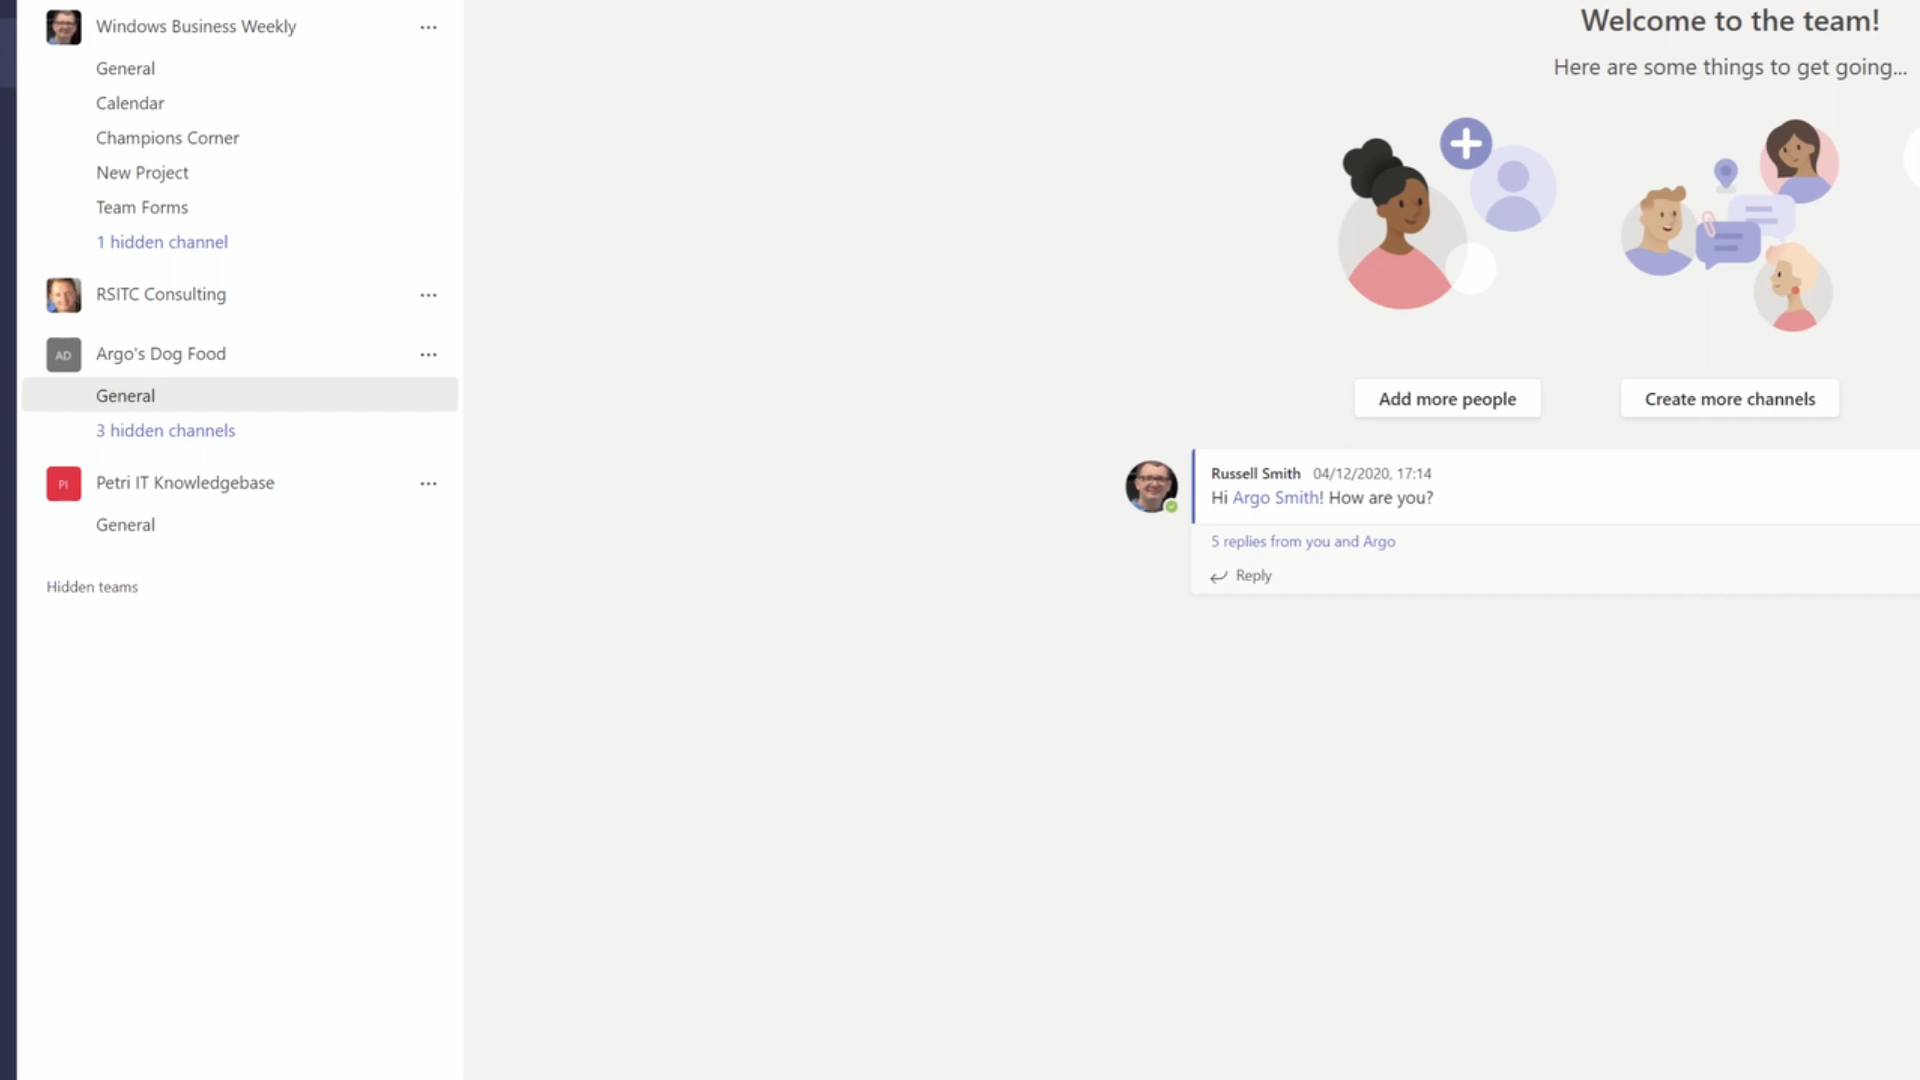 Windows Business Weekly
General
Calendar
Champions Corner
New Project
Team Forms
1 hidden channel
RSITC Consulting
AD
Argo's Dog Food
General
3 hidden channels
PI
Petri IT Knowledgebase
General
Hidden teams
Welcome to the team!
Here are some things to get going...
Add more people
Create more channels
Russell Smith 04/12/2020, 17:14
Hi Argo Smith! How are you?
5 replies from you and Argo
Reply